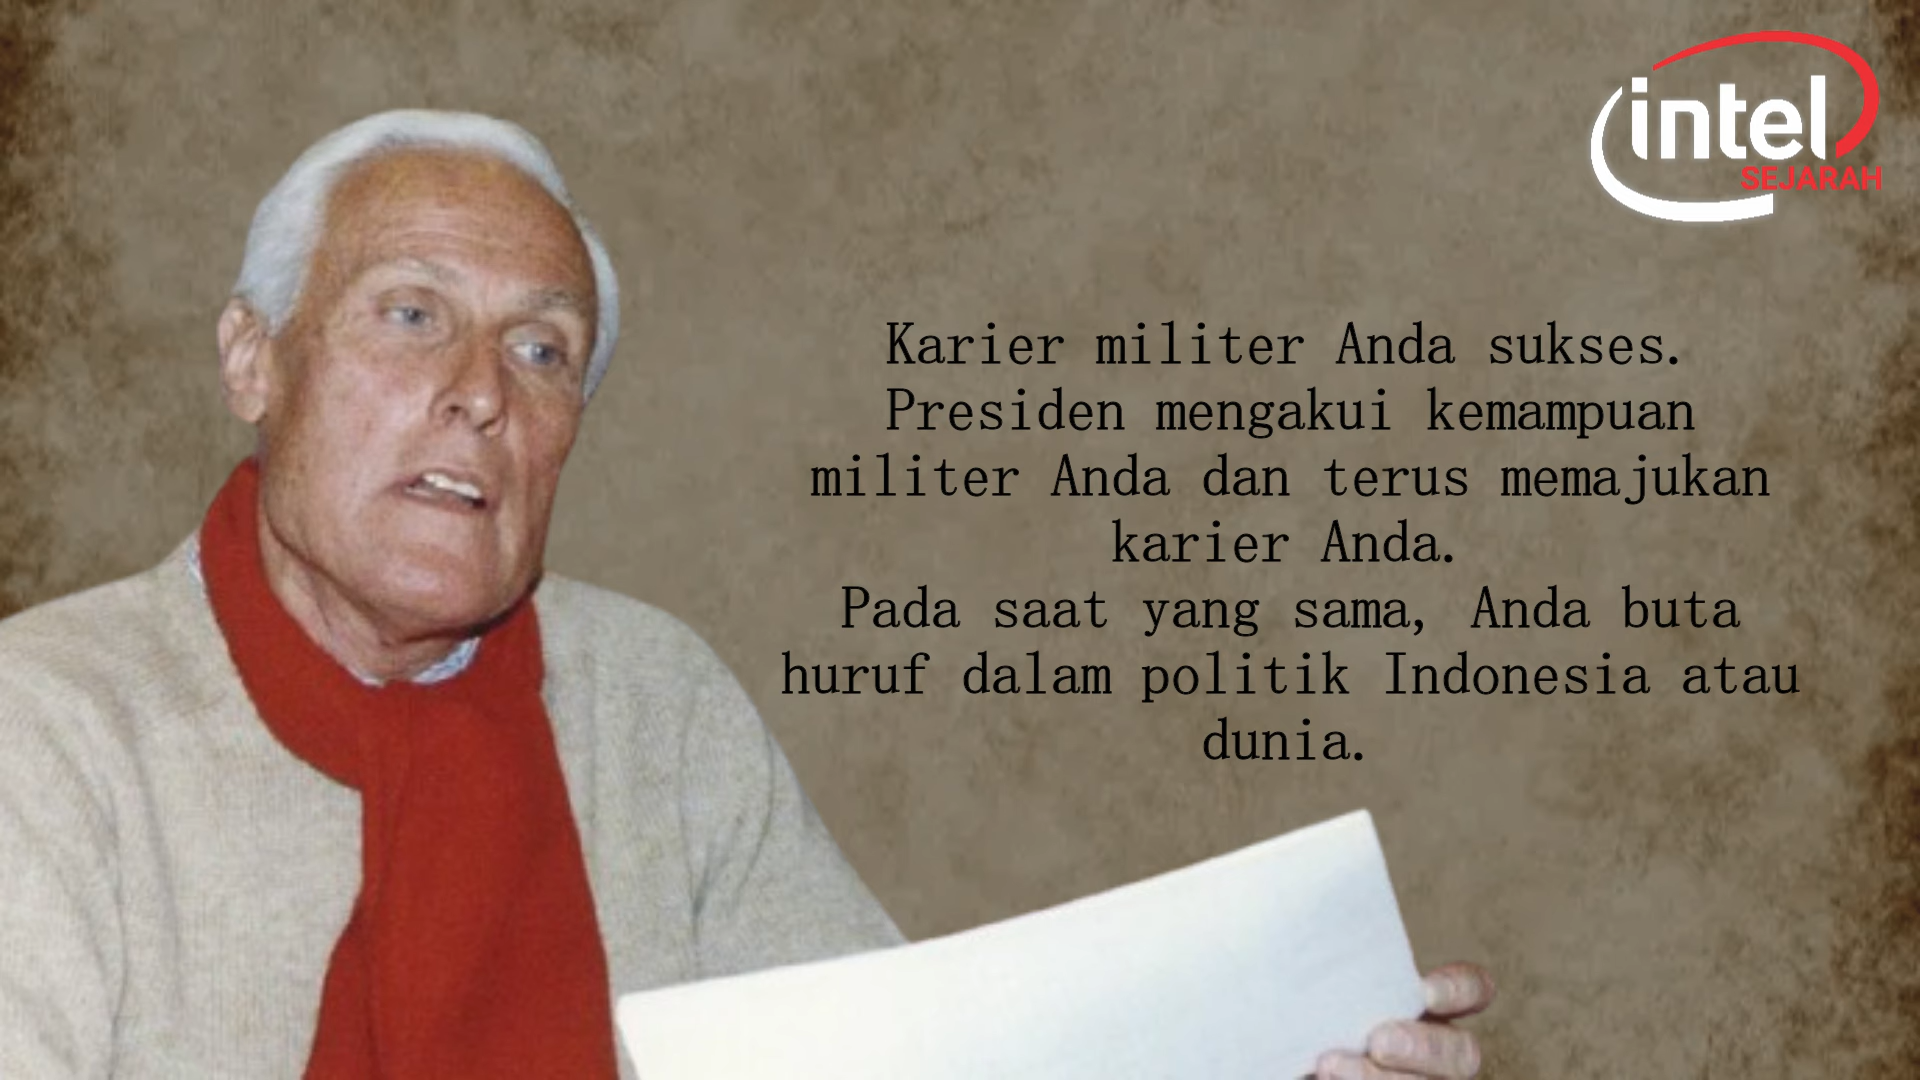 intel
SEJARAH
Karier militer Anda sukses.
Presiden mengakui kemampuan
militer Anda dan terus memajukan
karier Anda.
Pada saat yang sama, Anda buta
huruf dalam politik Indonesia atau
dunia.